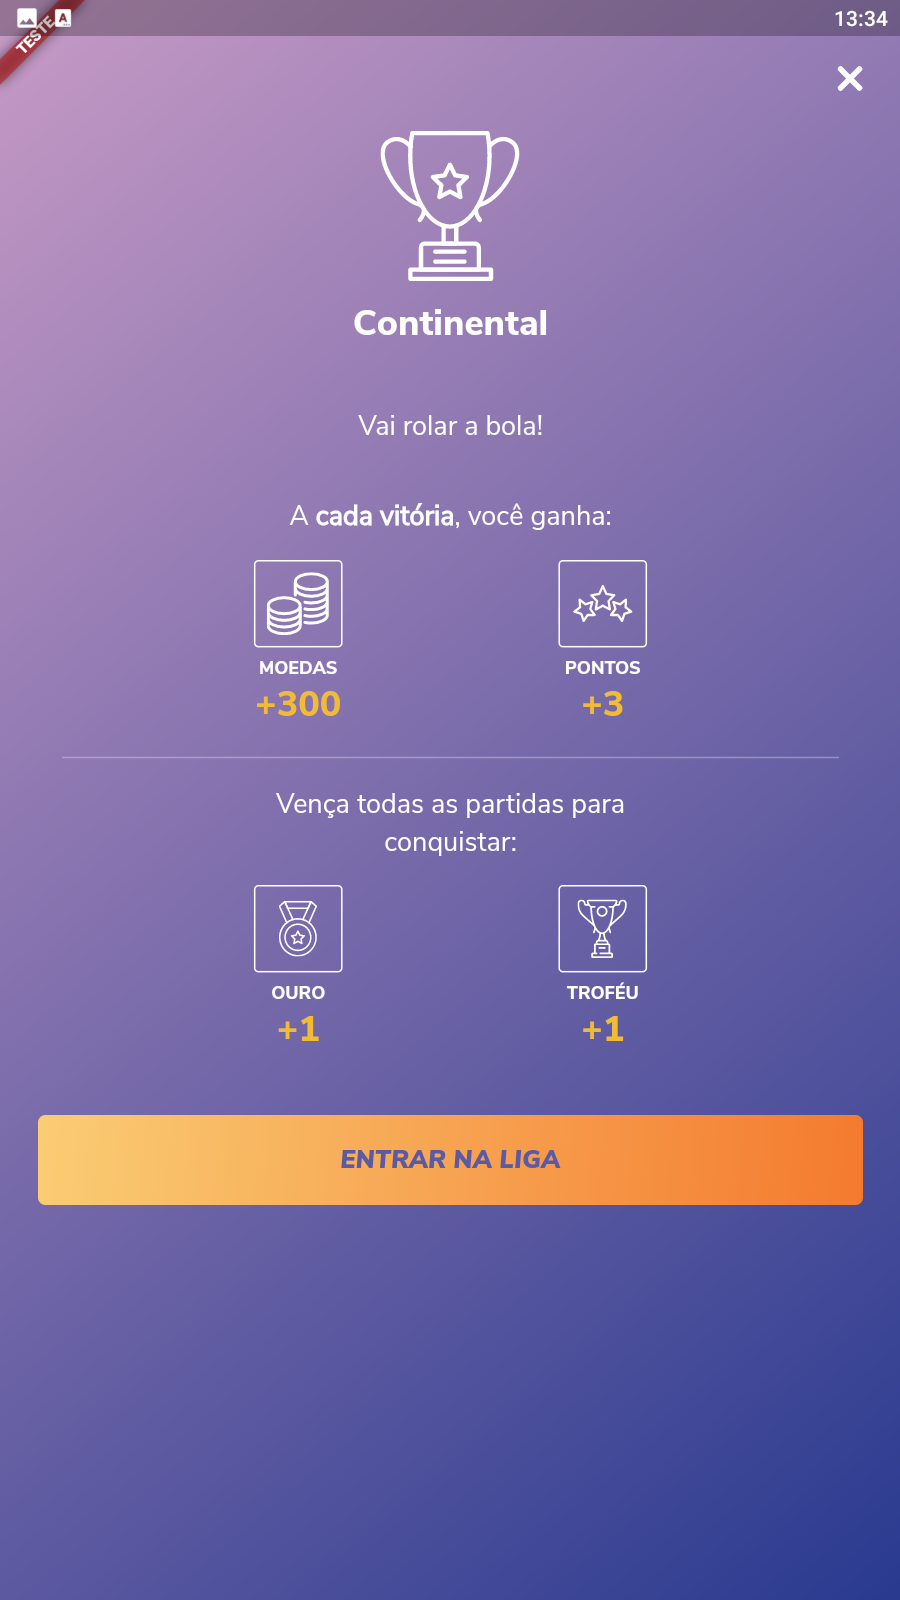 13:34
TESTE
Continental
Vai rolar a bola!
A cada vitória, você ganha:
MOEDAS
+300
PONTOS
+3
Vença todas as partidas para
conquistar:
OURO
+1
TROFÉU
+1
ENTRAR NA LIGA